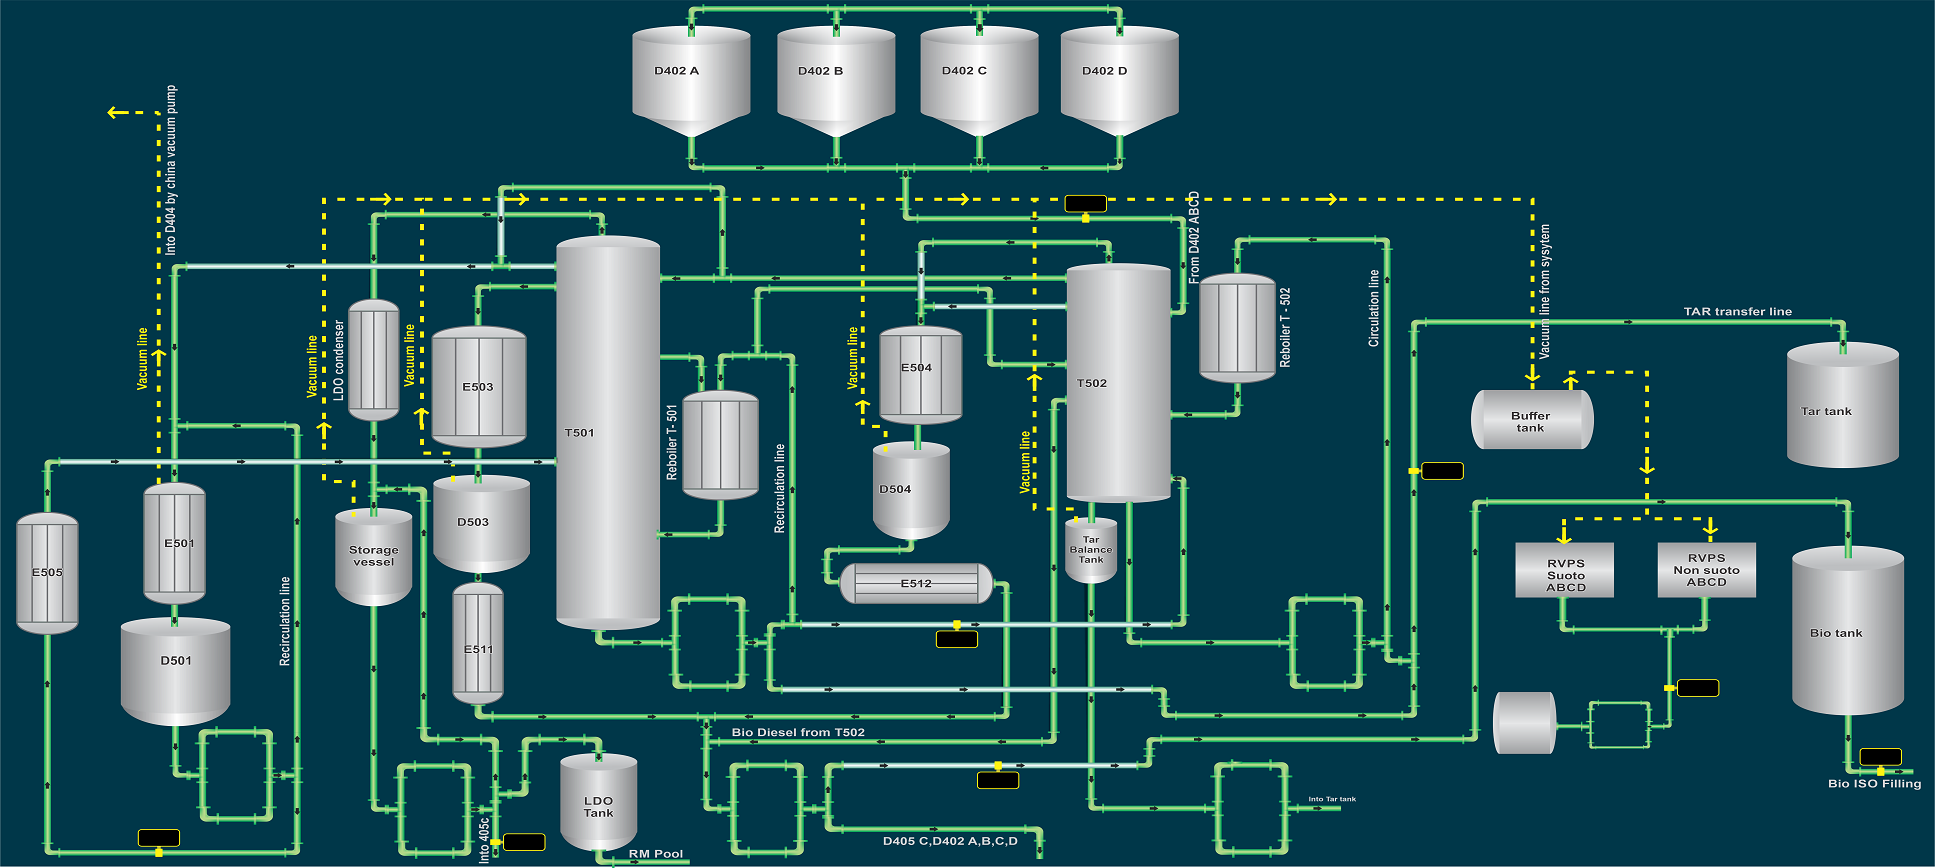 D402 A
D402 B
D402 C
D402 D
Into D404 by china vacuum pump
From D402 ABCD
Vacuum line from sytem
TAR transfer line
Vacuum line
Vacuum line
LDO condenser
Vacuum line
Vacuum line
Reboiler T - 502
Circulation line
E503
E504
T502
Tar tank
Buffer
tank
T501
Reboiler T- 501
Recirculation line
Vacuum line
D504
D503
E501
E505
Storage
vessel
Tar
Balance
Tank
RVPS
Suoto
ABCD
RVPS
Non suoto
ABCD
E512
Recirculation line
Bio tank
E511
D501
Bio Diesel from T502
LDO
Tank
Into Tar tank
Bio ISO Filling
Into 405c
D405 C,D402 A,B,C,D
RM Pool